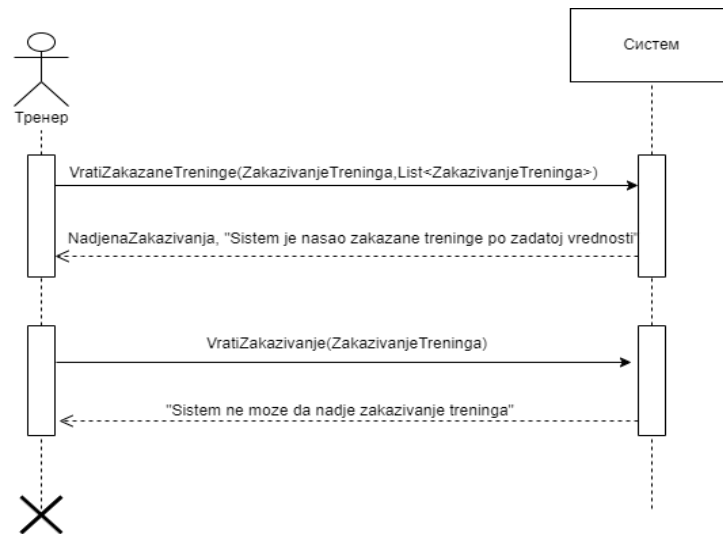 Систем
Тренер
VratiZakazaneTreninge(ZakazivanjeTreninga,List<ZakazivanjeTreninga>)
NadjenaZakazivanja, "Sistem je nasao zakazane treninge po zadatoj vrednosti"
VratiZakazivanje(ZakazivanjeTreninga)
"Sistem ne moze da nadje zakazivanje treninga"